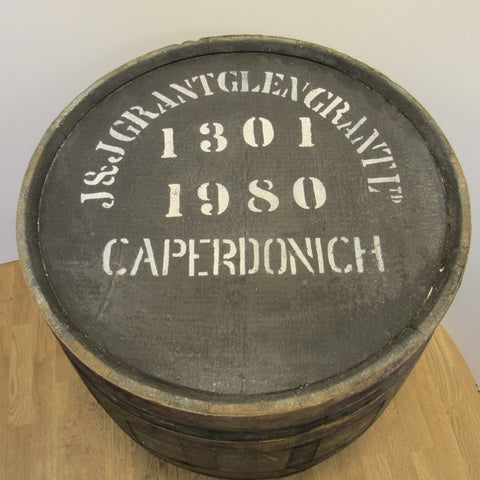 J&J GRANT GLEN GRANT LTD
1301
1980
CAPERDONICH